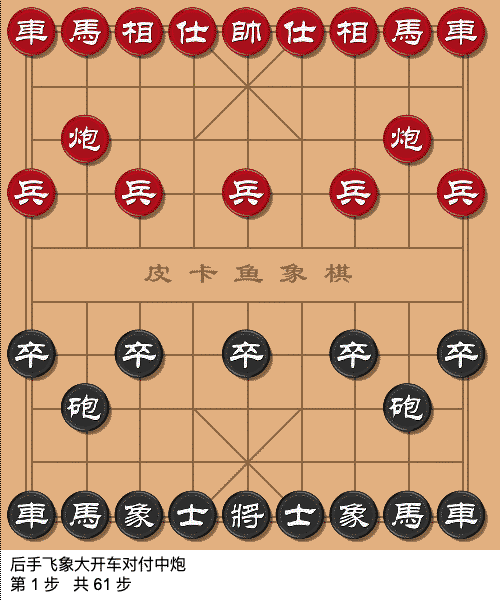 車馬相仕帥仕相馬車
炮炮
兵兵兵兵兵
皮卡鱼象棋
卒卒卒卒卒
砲砲
車馬象士將士象馬車
后手飞象大开车对付中炮
第 1 步 共 61 步